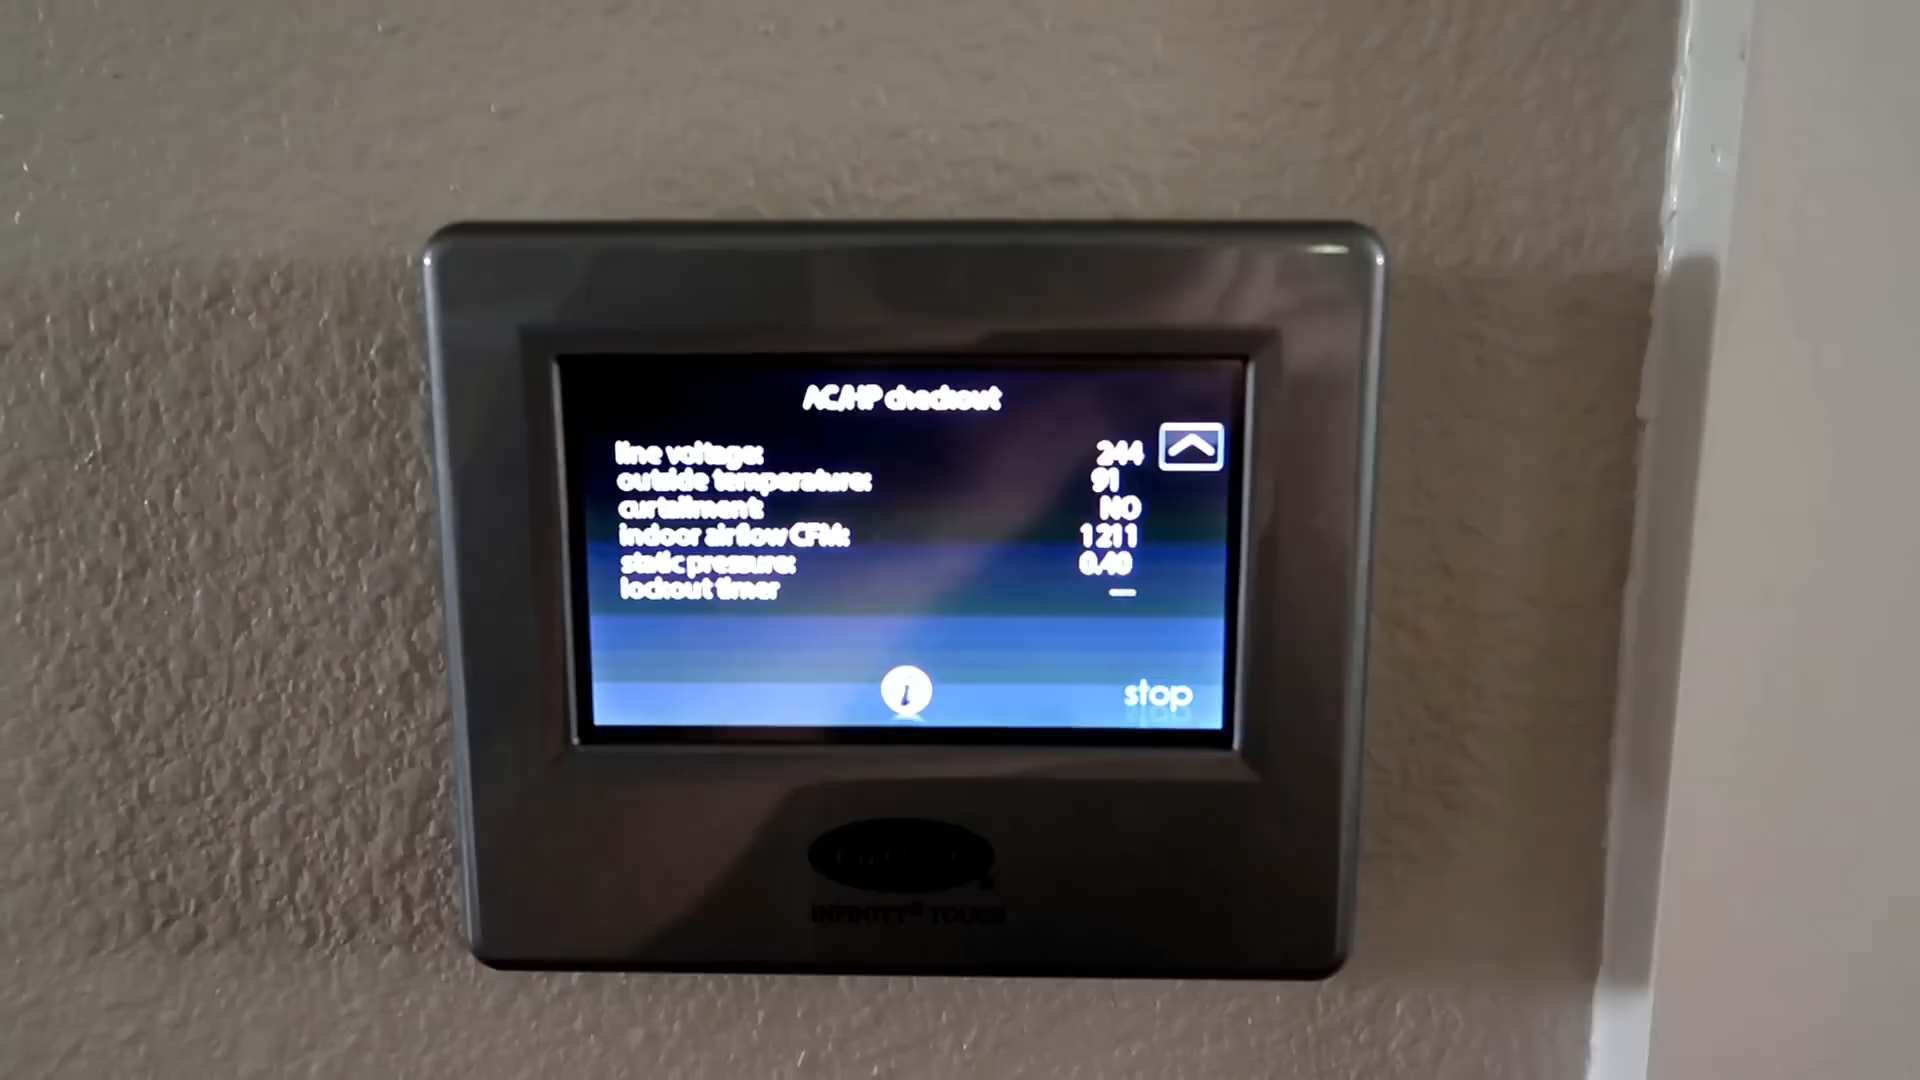 AC/HP checkout
line voltage: 244
outside temperature: 91
curtailment: NO
indoor airflow CFM: 1211
static pressure: 0.40
lockout timer —
i
stop
INFINITY® TOUCH